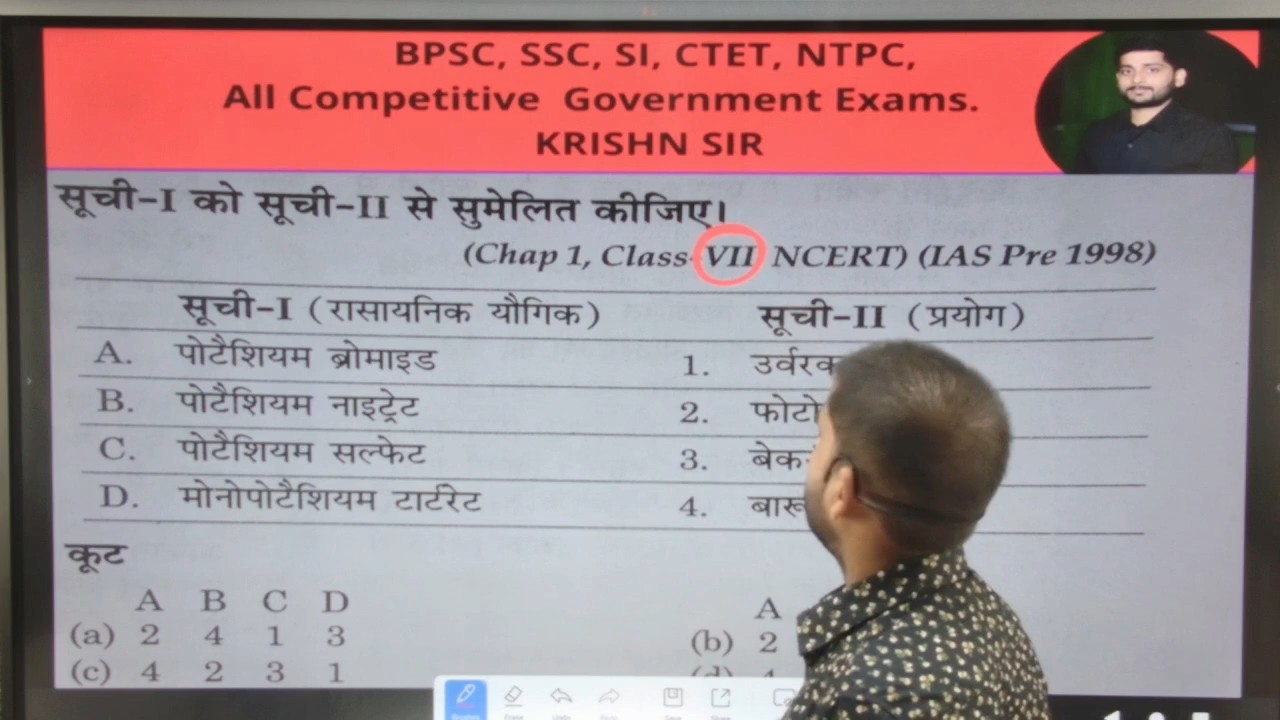 BPSC, SSC, SI, CTET, NTPC,
All Competitive Government Exams.
KRISHN SIR
सूची-I को सूची-II से सुमेलित कीजिए।
(Chap 1, Class-VII NCERT) (IAS Pre 1998)
सूची-I (रासायनिक यौगिक) सूची-II (प्रयोग)
A. पोटैशियम ब्रोमाइड 1. उर्वरक
B. पोटैशियम नाइट्रेट 2.
C. पोटैशियम सल्फेट 3.
D. मोनोपोटैशियम टार्टरेट 4.
कूट
A B C D A
(a) 2 4 1 3 (b) 2
(c) 4 2 3 1